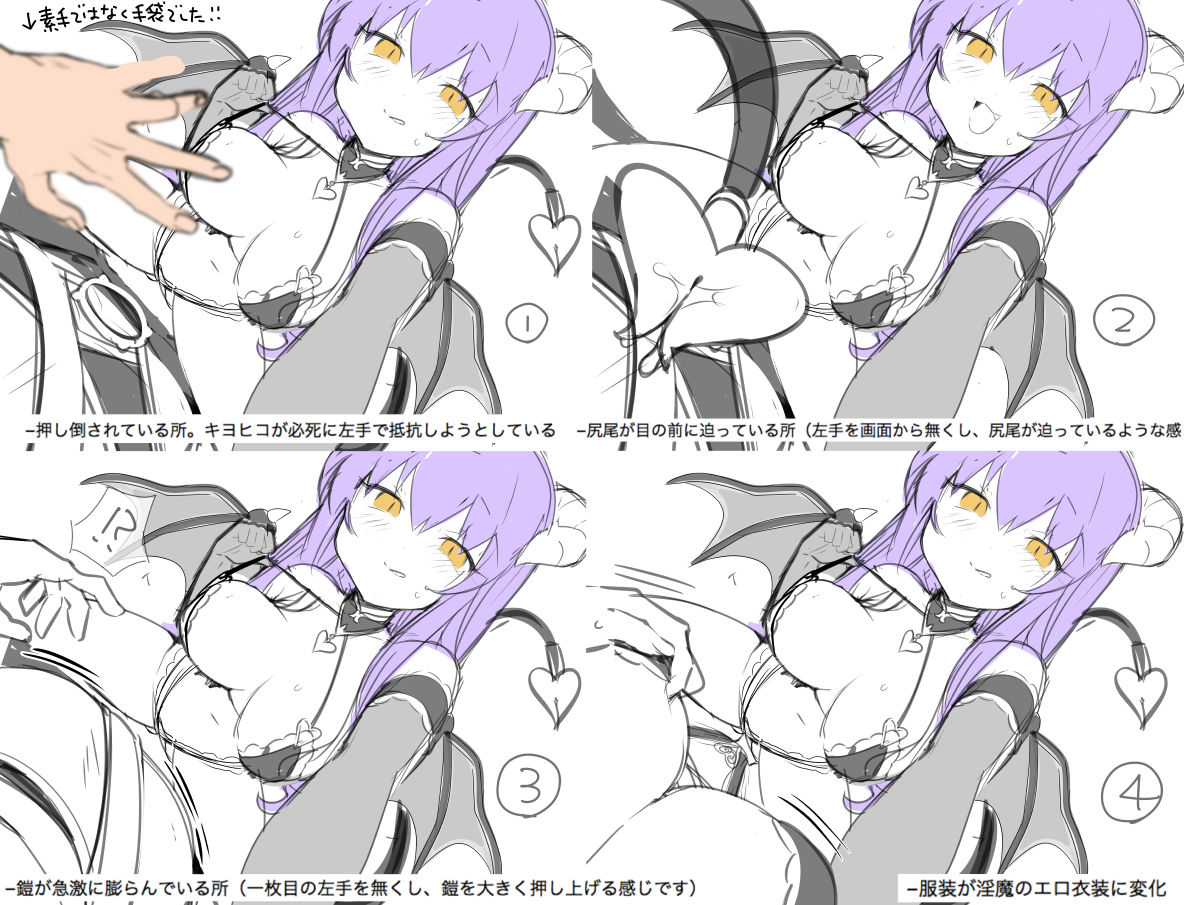 ↓素手ではなく手袋でした!!
①
②
−押し倒されている所。キヨヒコが必死に左手で抵抗しようとしている
−尻尾が目の前に迫っている所（左手を画面から無くし、尻尾が迫っているような感
!?
③
④
−鎧が急激に膨らんでいる所（一枚目の左手を無くし、鎧を大きく押し上げる感じです）
−服装が淫魔のエロ衣装に変化